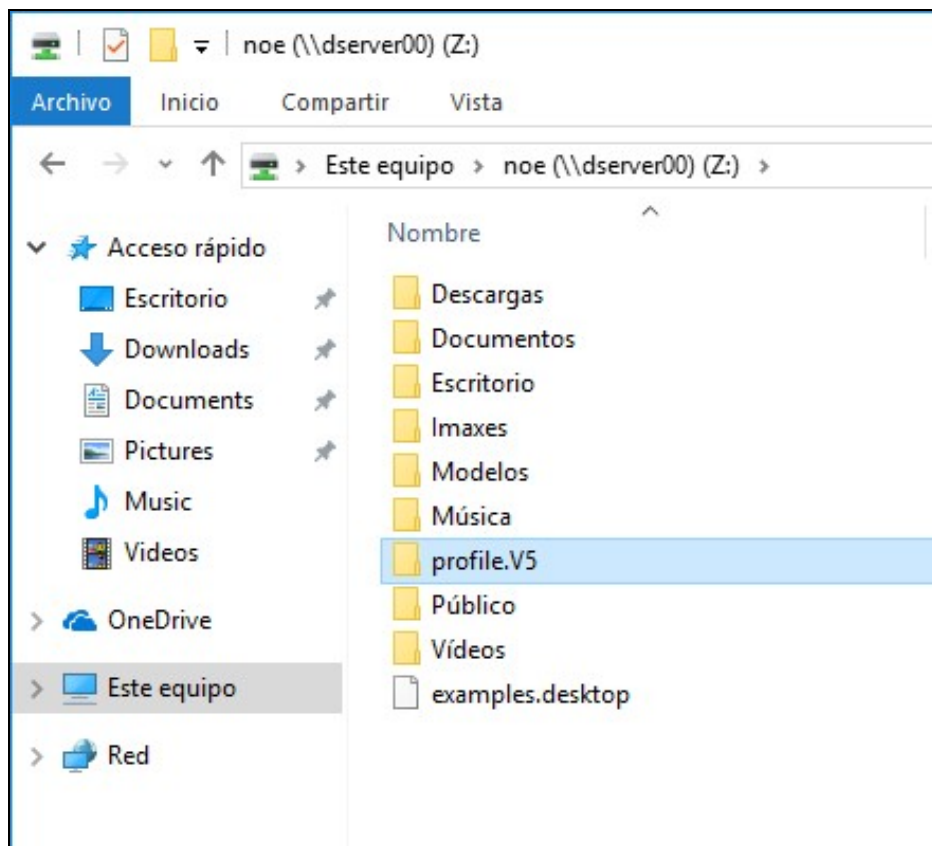 noe (\\dserver00) (Z:)
Archivo Inicio Compartir Vista
Este equipo noe (\\dserver00) (Z:)
Acceso rápido
Escritorio
Downloads
Documents
Pictures
Music
Videos
OneDrive
Este equipo
Red
Nombre
Descargas
Documentos
Escritorio
Imaxes
Modelos
Música
profile.V5
Público
Vídeos
examples.desktop